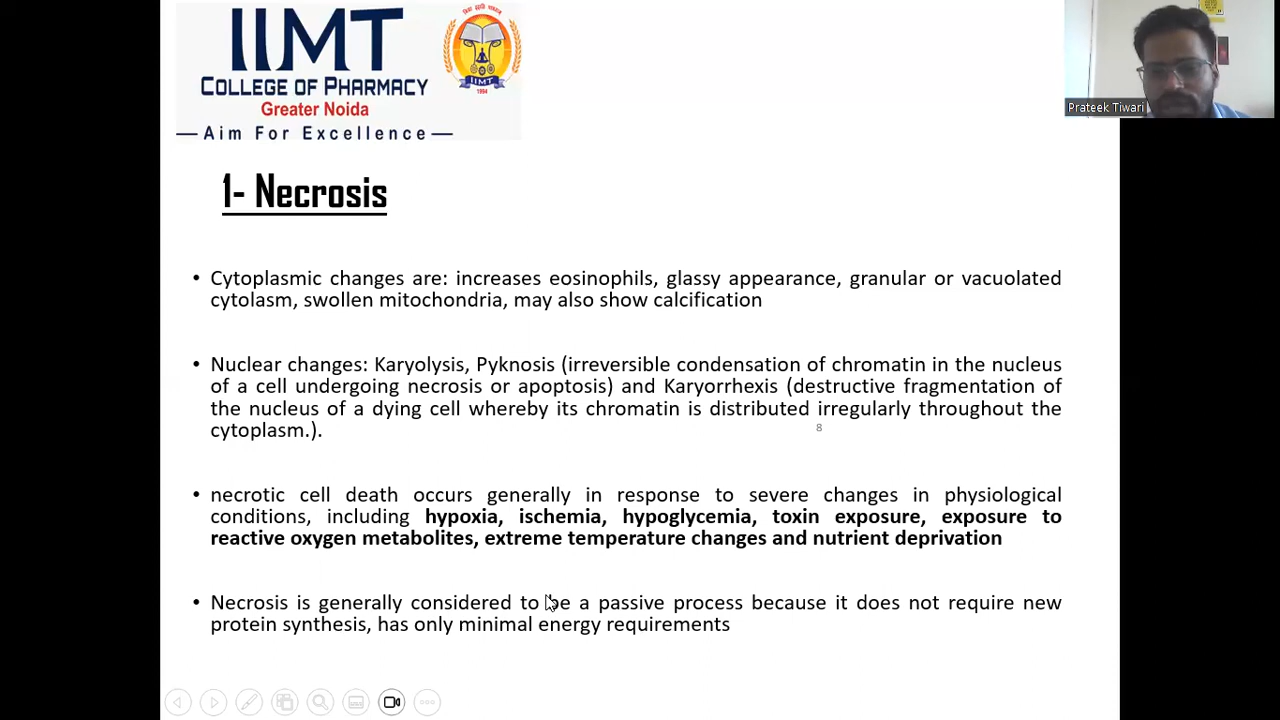 IIMT
COLLEGE OF PHARMACY
Greater Noida
—Aim For Excellence—
IIMT
1994
Prateek Tiwari
1- Necrosis
• Cytoplasmic changes are: increases eosinophils, glassy appearance, granular or vacuolated
cytolasm, swollen mitochondria, may also show calcification
• Nuclear changes: Karyolysis, Pyknosis (irreversible condensation of chromatin in the nucleus
of a cell undergoing necrosis or apoptosis) and Karyorrhexis (destructive fragmentation of
the nucleus of a dying cell whereby its chromatin is distributed irregularly throughout the
cytoplasm.).
8
• necrotic cell death occurs generally in response to severe changes in physiological
conditions, including hypoxia, ischemia, hypoglycemia, toxin exposure, exposure to
reactive oxygen metabolites, extreme temperature changes and nutrient deprivation
• Necrosis is generally considered to be a passive process because it does not require new
protein synthesis, has only minimal energy requirements